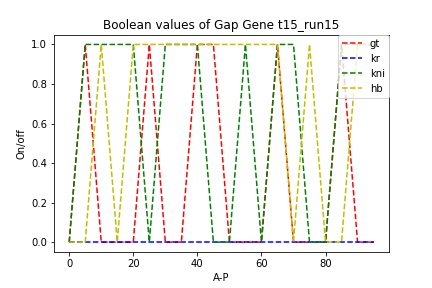 Boolean values of Gap Gene t15_run15
1.0
0.8
0.6
0.4
0.2
0.0
On/off
0 20 40 60 80
A-P
gt
kr
kni
hb